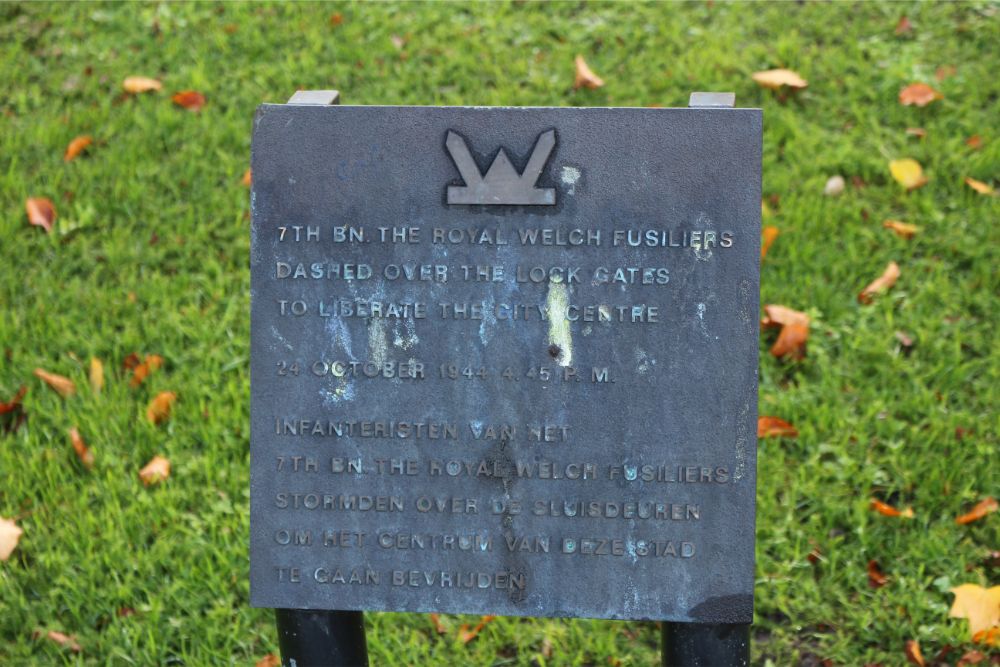 7TH BN. THE ROYAL WELCH FUSILIERS
DASHED OVER THE LOCK GATES
TO LIBERATE THE CITY CENTRE
24 OCTOBER 1944 4.45 P.M.
INFANTERISTEN VAN HET
7TH BN. THE ROYAL WELCH FUSILIERS
STORMDEN OVER DE SLUISDEUREN
OM HET CENTRUM VAN DEZE STAD
TE GAAN BEVRIJDEN